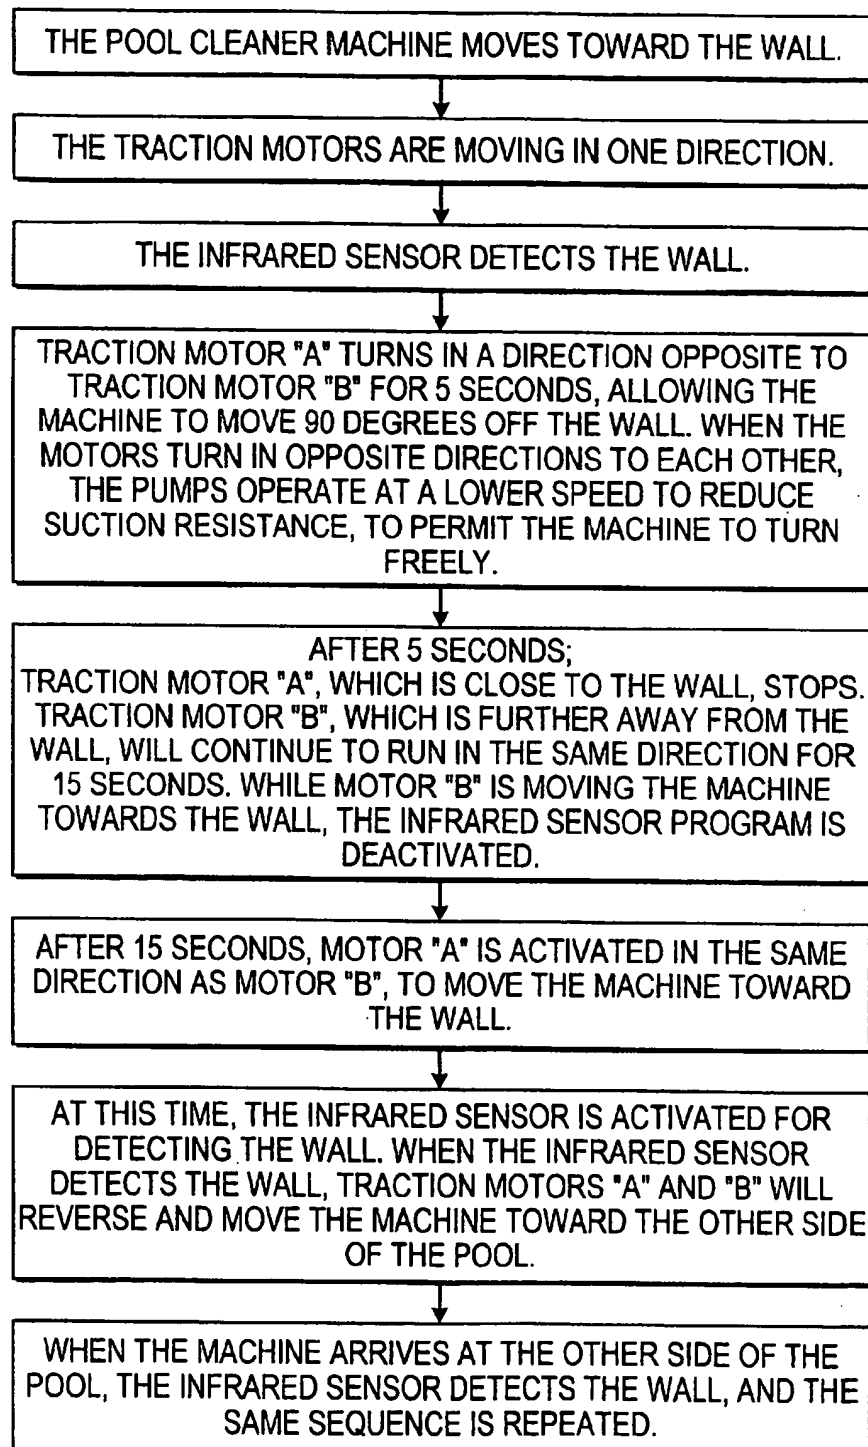 THE POOL CLEANER MACHINE MOVES TOWARD THE WALL.
THE TRACTION MOTORS ARE MOVING IN ONE DIRECTION.
THE INFRARED SENSOR DETECTS THE WALL.
TRACTION MOTOR "A" TURNS IN A DIRECTION OPPOSITE TO
TRACTION MOTOR "B" FOR 5 SECONDS, ALLOWING THE
MACHINE TO MOVE 90 DEGREES OFF THE WALL. WHEN THE
MOTORS TURN IN OPPOSITE DIRECTIONS TO EACH OTHER,
THE PUMPS OPERATE AT A LOWER SPEED TO REDUCE
SUCTION RESISTANCE, TO PERMIT THE MACHINE TO TURN
FREELY.
AFTER 5 SECONDS;
TRACTION MOTOR "A", WHICH IS CLOSE TO THE WALL, STOPS.
TRACTION MOTOR "B", WHICH IS FURTHER AWAY FROM THE
WALL, WILL CONTINUE TO RUN IN THE SAME DIRECTION FOR
15 SECONDS. WHILE MOTOR "B" IS MOVING THE MACHINE
TOWARDS THE WALL, THE INFRARED SENSOR PROGRAM IS
DEACTIVATED.
AFTER 15 SECONDS, MOTOR "A" IS ACTIVATED IN THE SAME
DIRECTION AS MOTOR "B", TO MOVE THE MACHINE TOWARD
THE WALL.
AT THIS TIME, THE INFRARED SENSOR IS ACTIVATED FOR
DETECTING THE WALL. WHEN THE INFRARED SENSOR
DETECTS THE WALL, TRACTION MOTORS "A" AND "B" WILL
REVERSE AND MOVE THE MACHINE TOWARD THE OTHER SIDE
OF THE POOL.
WHEN THE MACHINE ARRIVES AT THE OTHER SIDE OF THE
POOL, THE INFRARED SENSOR DETECTS THE WALL, AND THE
SAME SEQUENCE IS REPEATED.